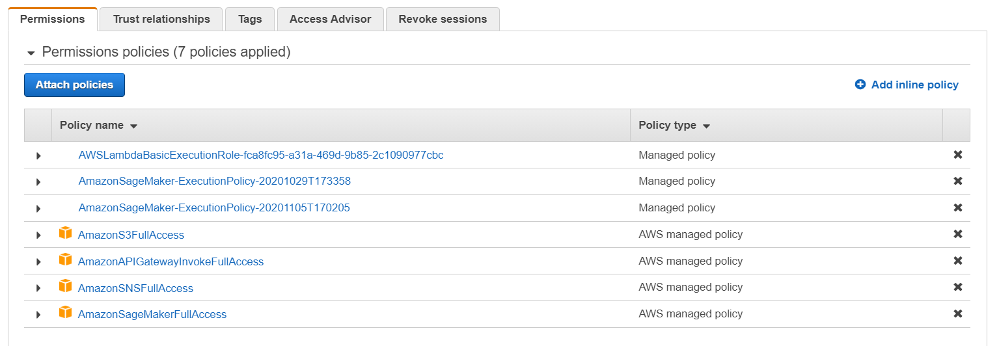 Permissions Trust relationships Tags Access Advisor Revoke sessions
Permissions policies (7 policies applied)
Attach policies Add inline policy
Policy name Policy type
AWSLambdaBasicExecutionRole-fca8fc95-a31a-469d-9b85-2c1090977cbc Managed policy
AmazonSageMaker-ExecutionPolicy-20201029T173358 Managed policy
AmazonSageMaker-ExecutionPolicy-20201105T170205 Managed policy
AmazonS3FullAccess AWS managed policy
AmazonAPIGatewayInvokeFullAccess AWS managed policy
AmazonSNSFullAccess AWS managed policy
AmazonSageMakerFullAccess AWS managed policy